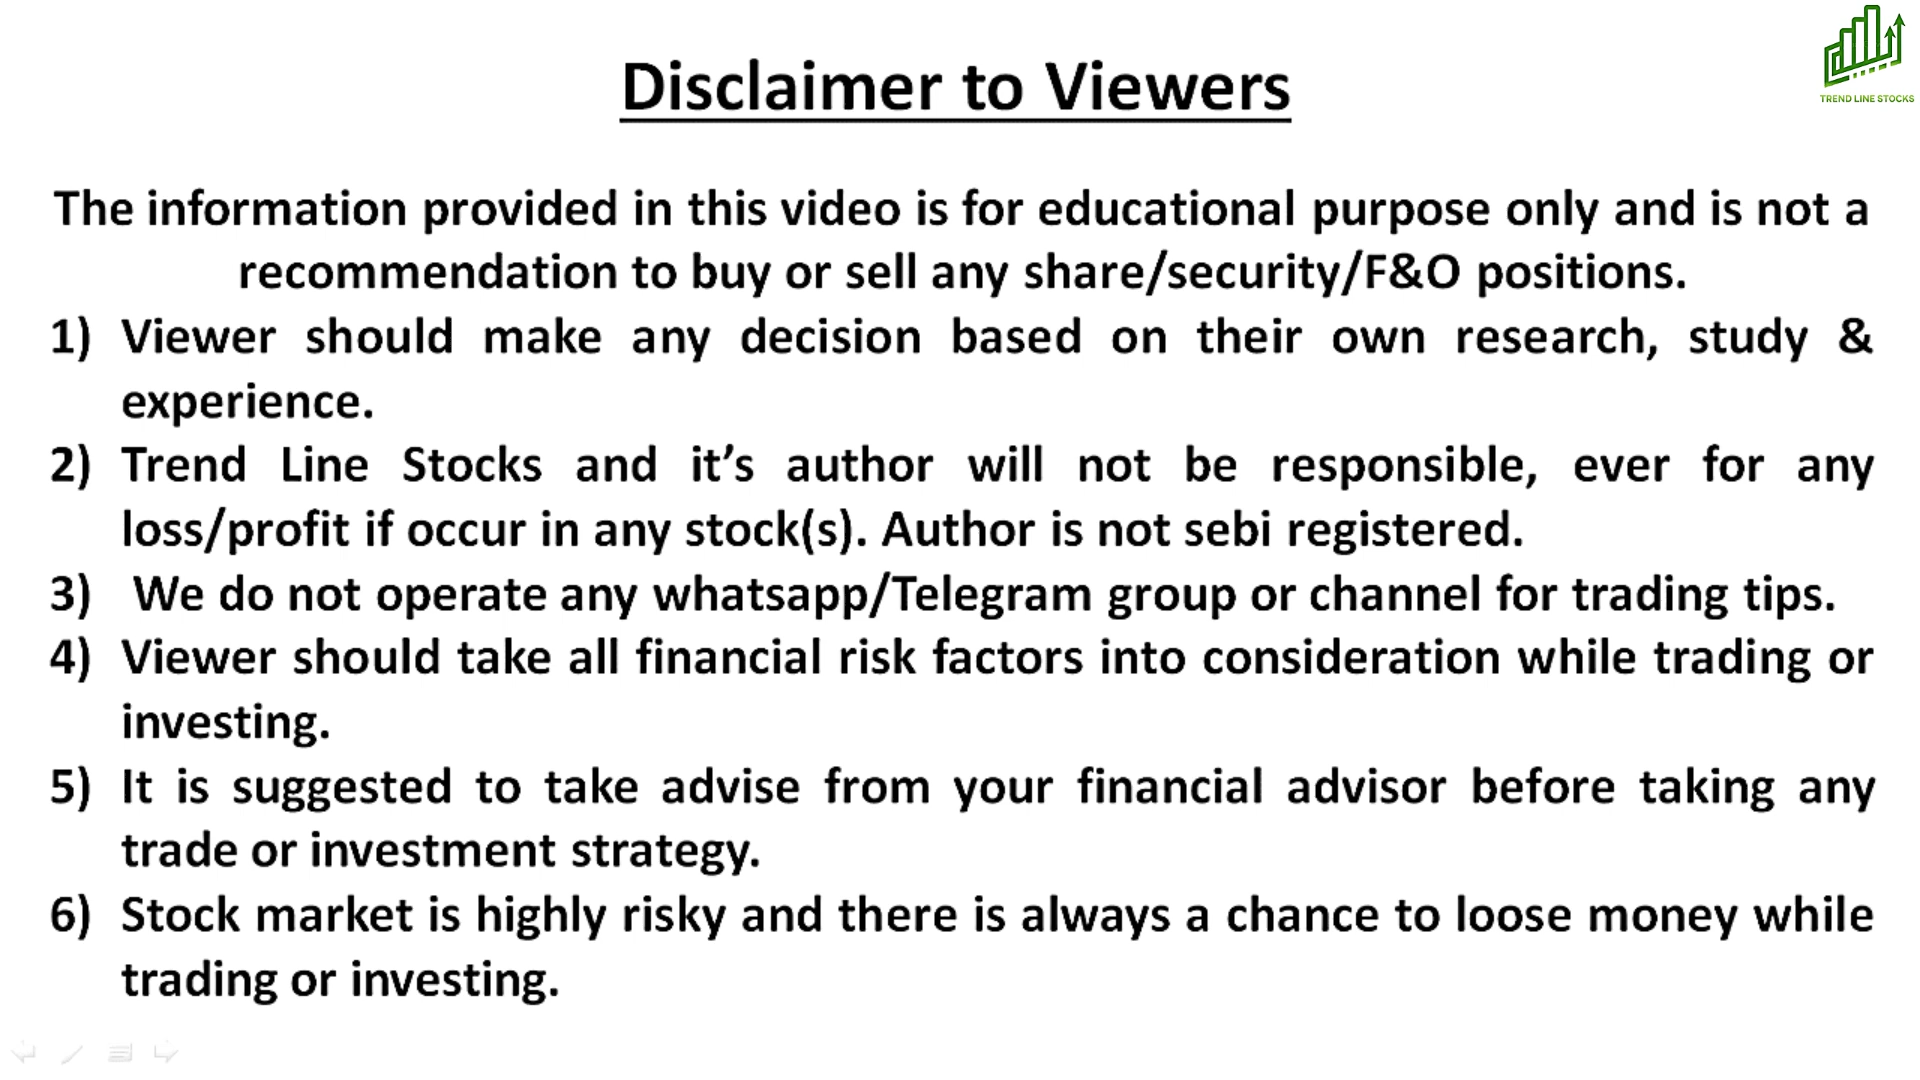 TREND LINE STOCKS
Disclaimer to Viewers
The information provided in this video is for educational purpose only and is not a
recommendation to buy or sell any share/security/F&O positions.
1) Viewer should make any decision based on their own research, study &
experience.
2) Trend Line Stocks and it’s author will not be responsible, ever for any
loss/profit if occur in any stock(s). Author is not sebi registered.
3) We do not operate any whatsapp/Telegram group or channel for trading tips.
4) Viewer should take all financial risk factors into consideration while trading or
investing.
5) It is suggested to take advise from your financial advisor before taking any
trade or investment strategy.
6) Stock market is highly risky and there is always a chance to loose money while
trading or investing.